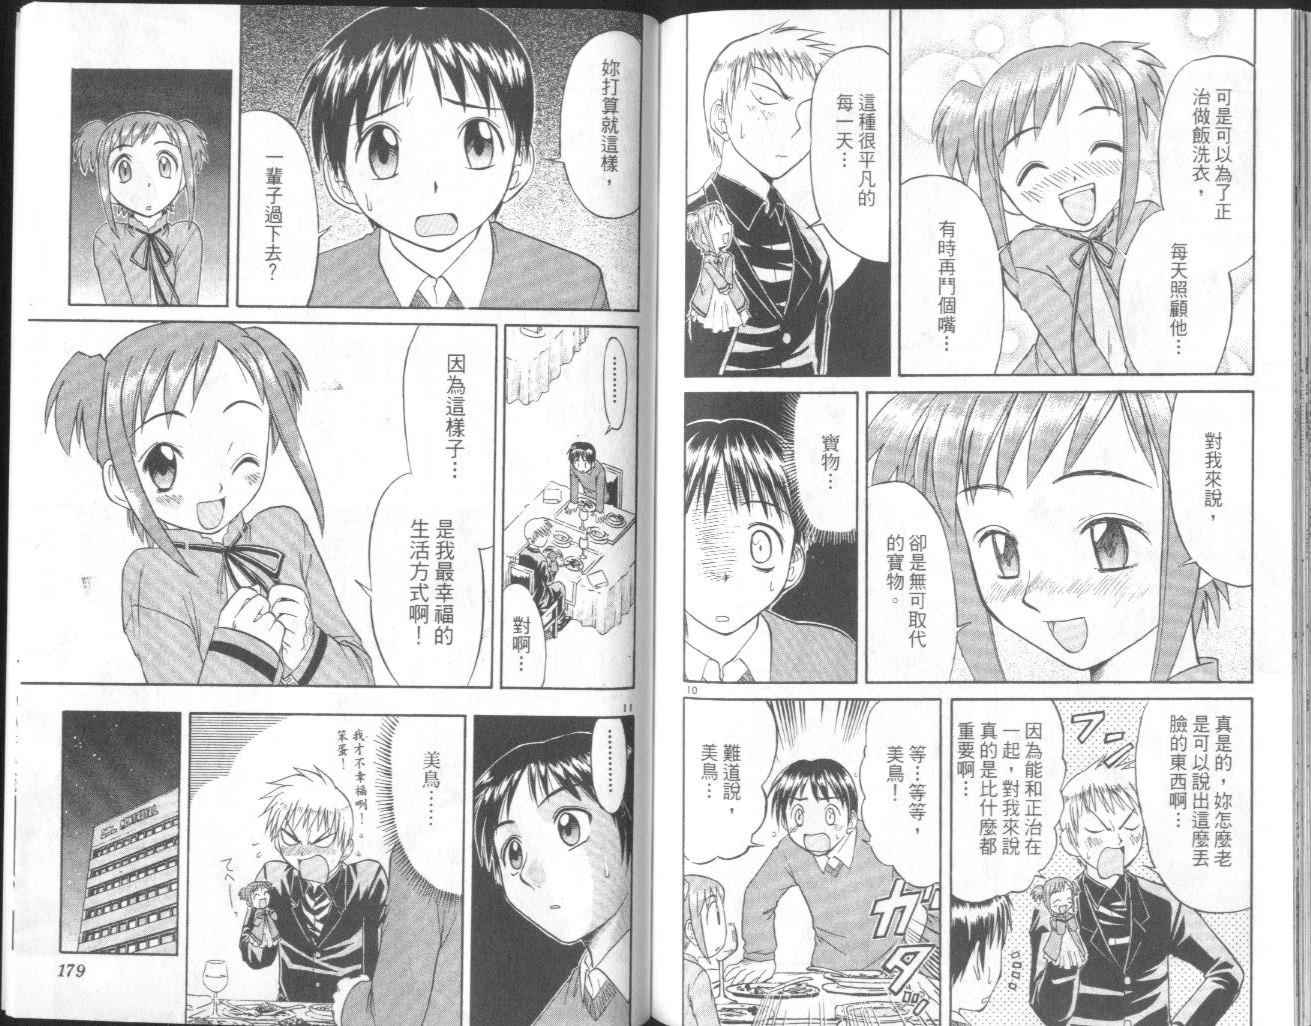 可是可以為了正
治做飯洗衣，
每天照顧他…
有時再鬥個嘴…
這種很平凡的
每一天…
對我來說，
卻是無可取代
的寶物。
寶物…
真是的，妳怎麼老
是可以說出這麼丟
臉的東西啊…
因為能和正治在
一起，對我來說
真的是比什麼都
重要啊…
ガタ
等…等等，
美鳥！
難道說，
美鳥…
10
妳打算就這樣，
一輩子過下去？
…………
對啊…
因為這樣子…
是我最幸福的
生活方式啊！
11
…………
美鳥……
我才不幸福咧！。
笨蛋！
てへー
179